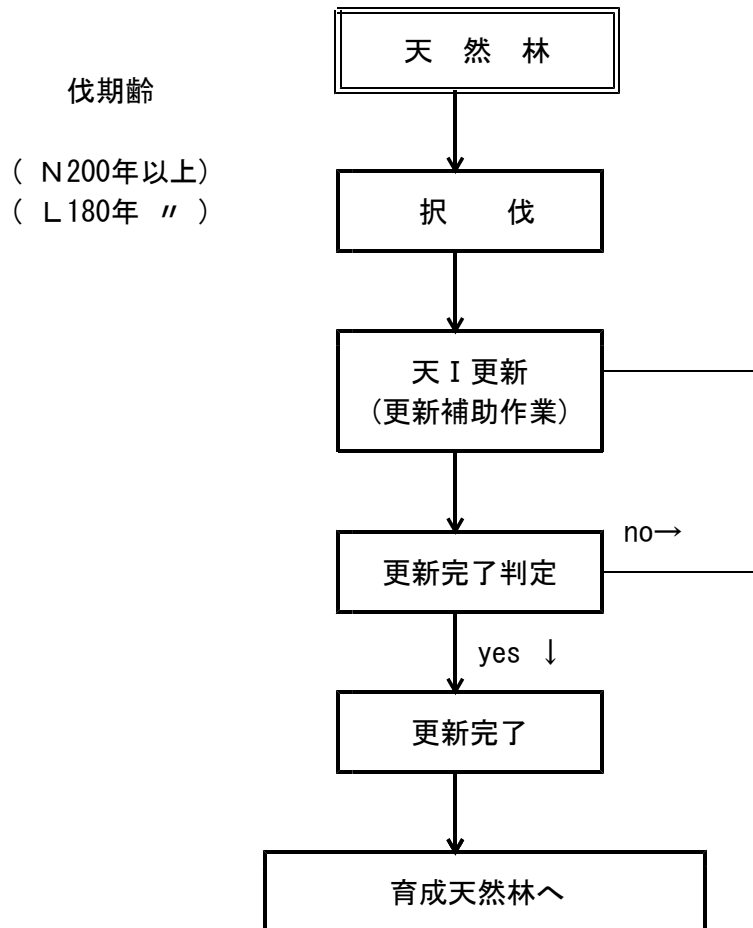 天　然　林
伐期齢
（ Ｎ200年以上）
（ Ｌ180年 〃 ）
択　　伐
天Ⅰ更新
（更新補助作業）
no→
更新完了判定
yes ↓
更新完了
育成天然林へ